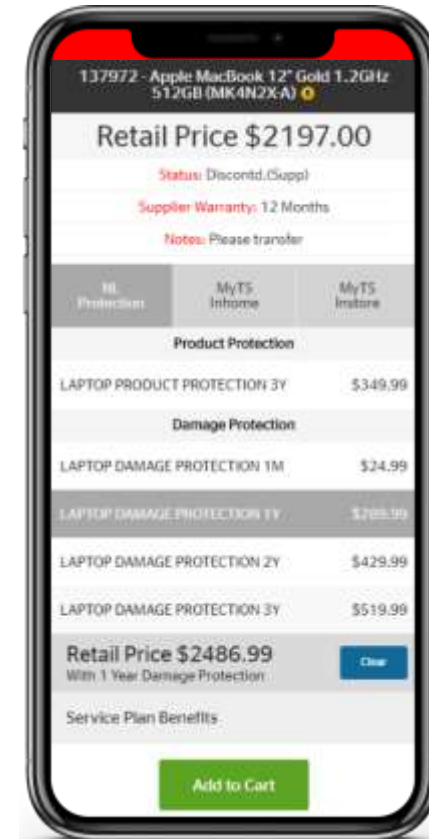 137972 - Apple MacBook 12" Gold 1.2GHz
512GB (MK4N2X-A)
Retail Price $2197.00
Status: Discontd.(Supp)
Supplier Warranty: 12 Months
Notes: Please transfer
MyTS MyTS
Protection Inhome Instore
Product Protection
LAPTOP PRODUCT PROTECTION 3Y $349.99
Damage Protection
LAPTOP DAMAGE PROTECTION 1M $24.99
LAPTOP DAMAGE PROTECTION 1Y $289.99
LAPTOP DAMAGE PROTECTION 2Y $429.99
LAPTOP DAMAGE PROTECTION 3Y $519.99
Retail Price $2486.99
With 1 Year Damage Protection
Clear
Service Plan Benefits
Add to Cart